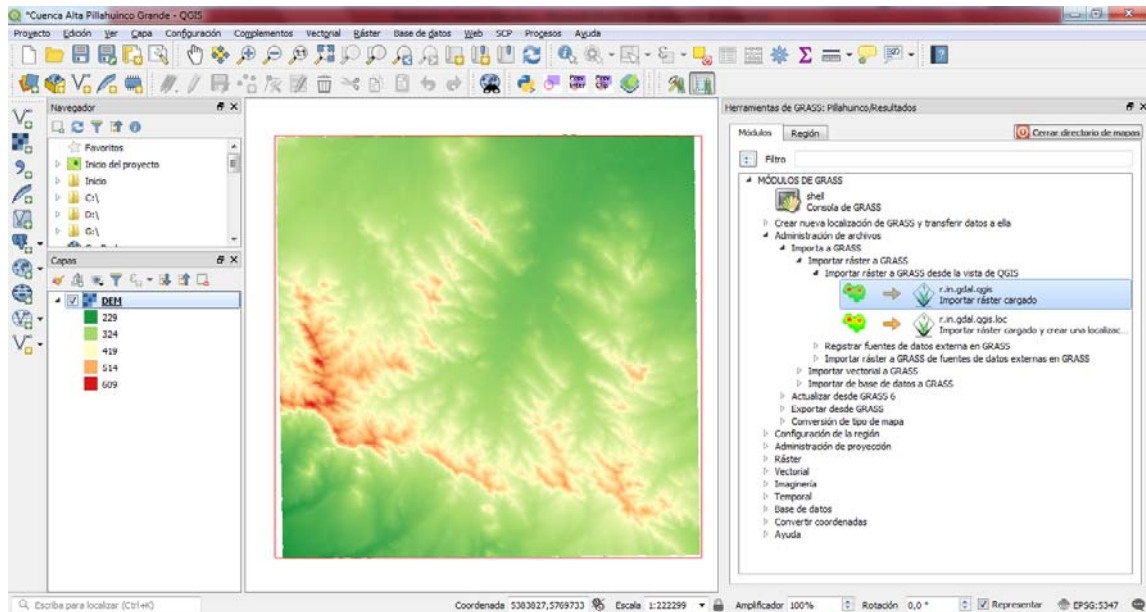 *Cuenca Alta Pillahuinco Grande - QGIS
Proyecto Edición Ver Capa Configuración Complementos Vectorial Ráster Base de datos Web SCP Procesos Ayuda
Navegador
Favoritos
Inicio del proyecto
Inicio
C:\
D:\
G:\
Capas
DEM
229
324
419
514
609
Herramientas de GRASS: Pillahuinco/Resultados
Módulos Región Cerrar directorio de mapas
Filtro
MÓDULOS DE GRASS
shell
Consola de GRASS
Crear nueva localización de GRASS y transferir datos a ella
Administración de archivos
Importa a GRASS
Importar ráster a GRASS
Importar ráster a GRASS desde la vista de QGIS
r.in.gdal.qgis
Importar ráster cargado
r.in.gdal.qgis.loc
Importar ráster cargado y crear una localizac...
Registrar fuentes de datos externa en GRASS
Importar ráster a GRASS de fuentes de datos externas en GRASS
Importar vectorial a GRASS
Importar de base de datos a GRASS
Actualizar desde GRASS 6
Exportar desde GRASS
Conversión de tipo de mapa
Configuración de la región
Administración de proyección
Ráster
Vectorial
Imaginería
Temporal
Base de datos
Convertir coordenadas
Ayuda
Escriba para localizar (Ctrl+K) Coordenada 5383827,5769733 Escala 1:222299 Amplificador 100% Rotación 0,0 ° Representar EPSG:5347